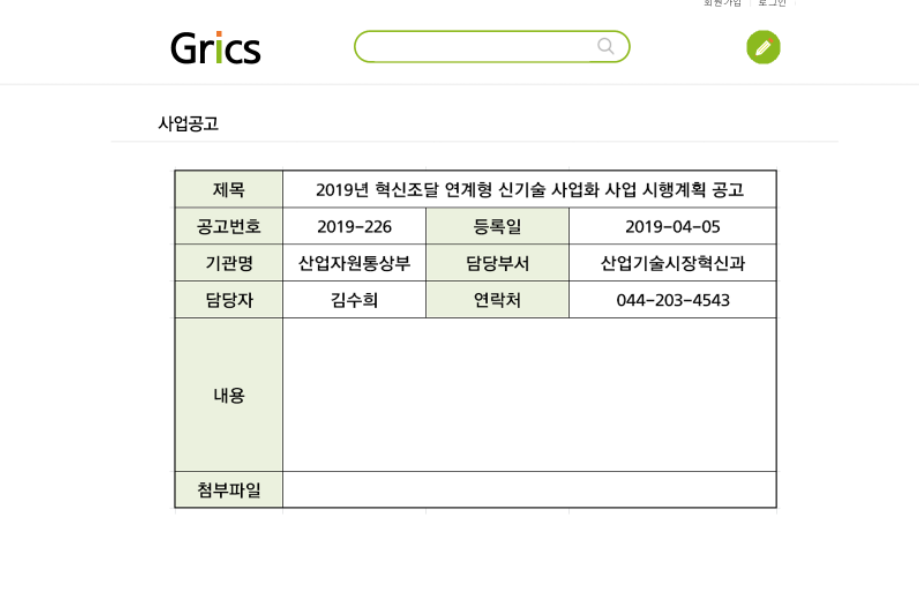 회원가입 로그인
Grics
사업공고
제목 2019년 혁신조달 연계형 신기술 사업화 사업 시행계획 공고
공고번호 2019-226 등록일 2019-04-05
기관명 산업자원통상부 담당부서 산업기술시장혁신과
담당자 김수희 연락처 044-203-4543
내용
첨부파일